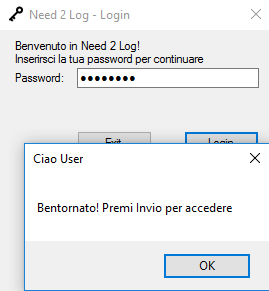 Need 2 Log - Login
Benvenuto in Need 2 Log!
Inserirsci la tua password per continuare
Password: ●●●●●●●●
Exit
Login
Ciao User
Bentornato! Premi Invio per accedere
OK